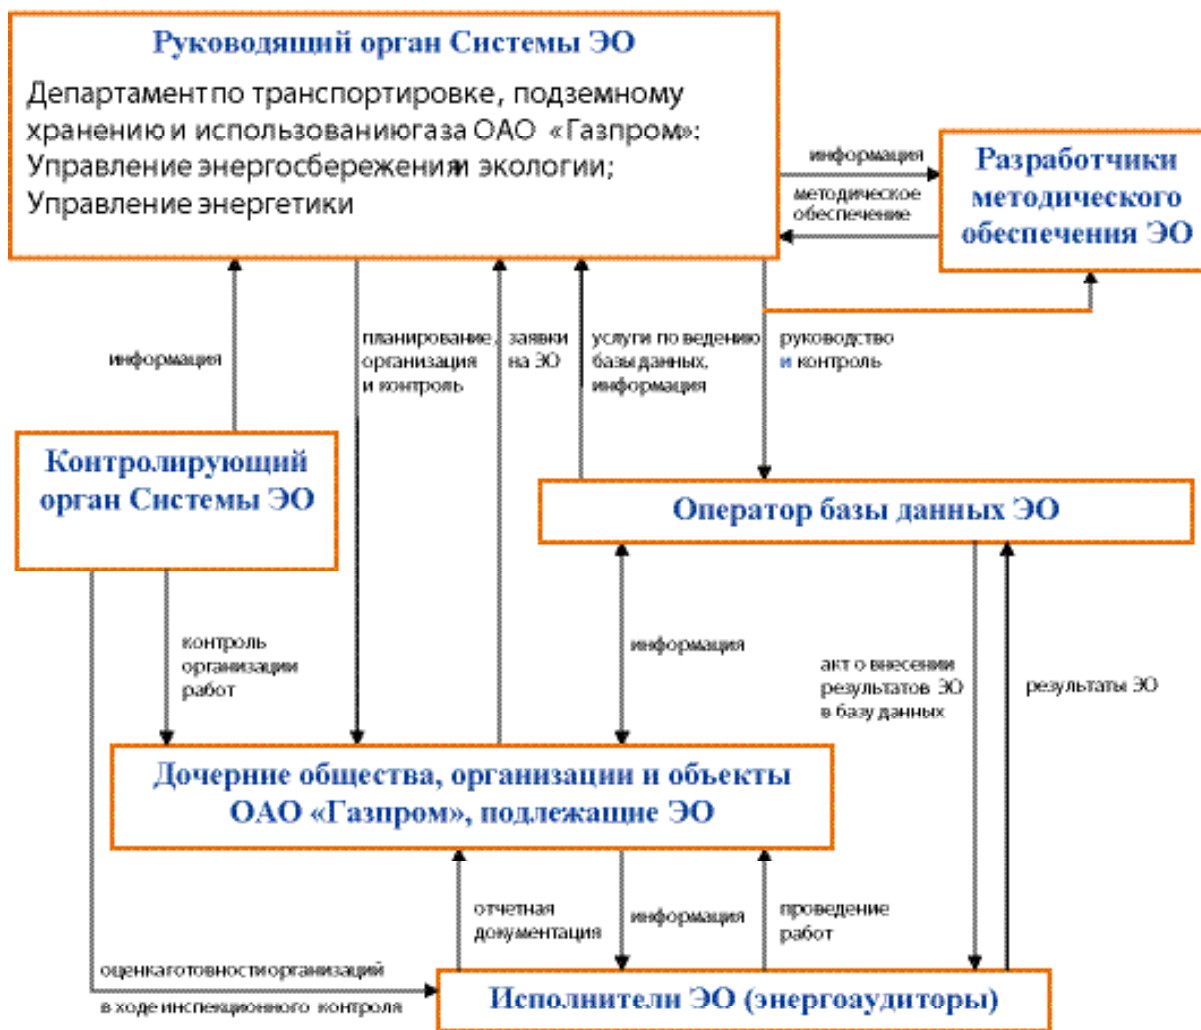 Руководящий орган Системы ЭО
Департамент по транспортировке, подземному
хранению и использованию газа ОАО «Газпром»:
Управление энергосбережения и экологии;
Управление энергетики
информация
методическое
обеспечение
Разработчики
методического
обеспечения ЭО
информация
планирование,
организация
и контроль
заявки
на ЭО
услуги по ведению
базы данных,
информация
руководство
и контроль
Контролирующий
орган Системы ЭО
Оператор базы данных ЭО
контроль
организации
работ
информация
акт о внесении
результатов ЭО
в базу данных
результаты ЭО
Дочерние общества, организации и объекты
ОАО «Газпром», подлежащие ЭО
отчетная
документация
информация
проведение
работ
оценка готовности организаций
в ходе инспекционного контроля
Исполнители ЭО (энергоаудиторы)